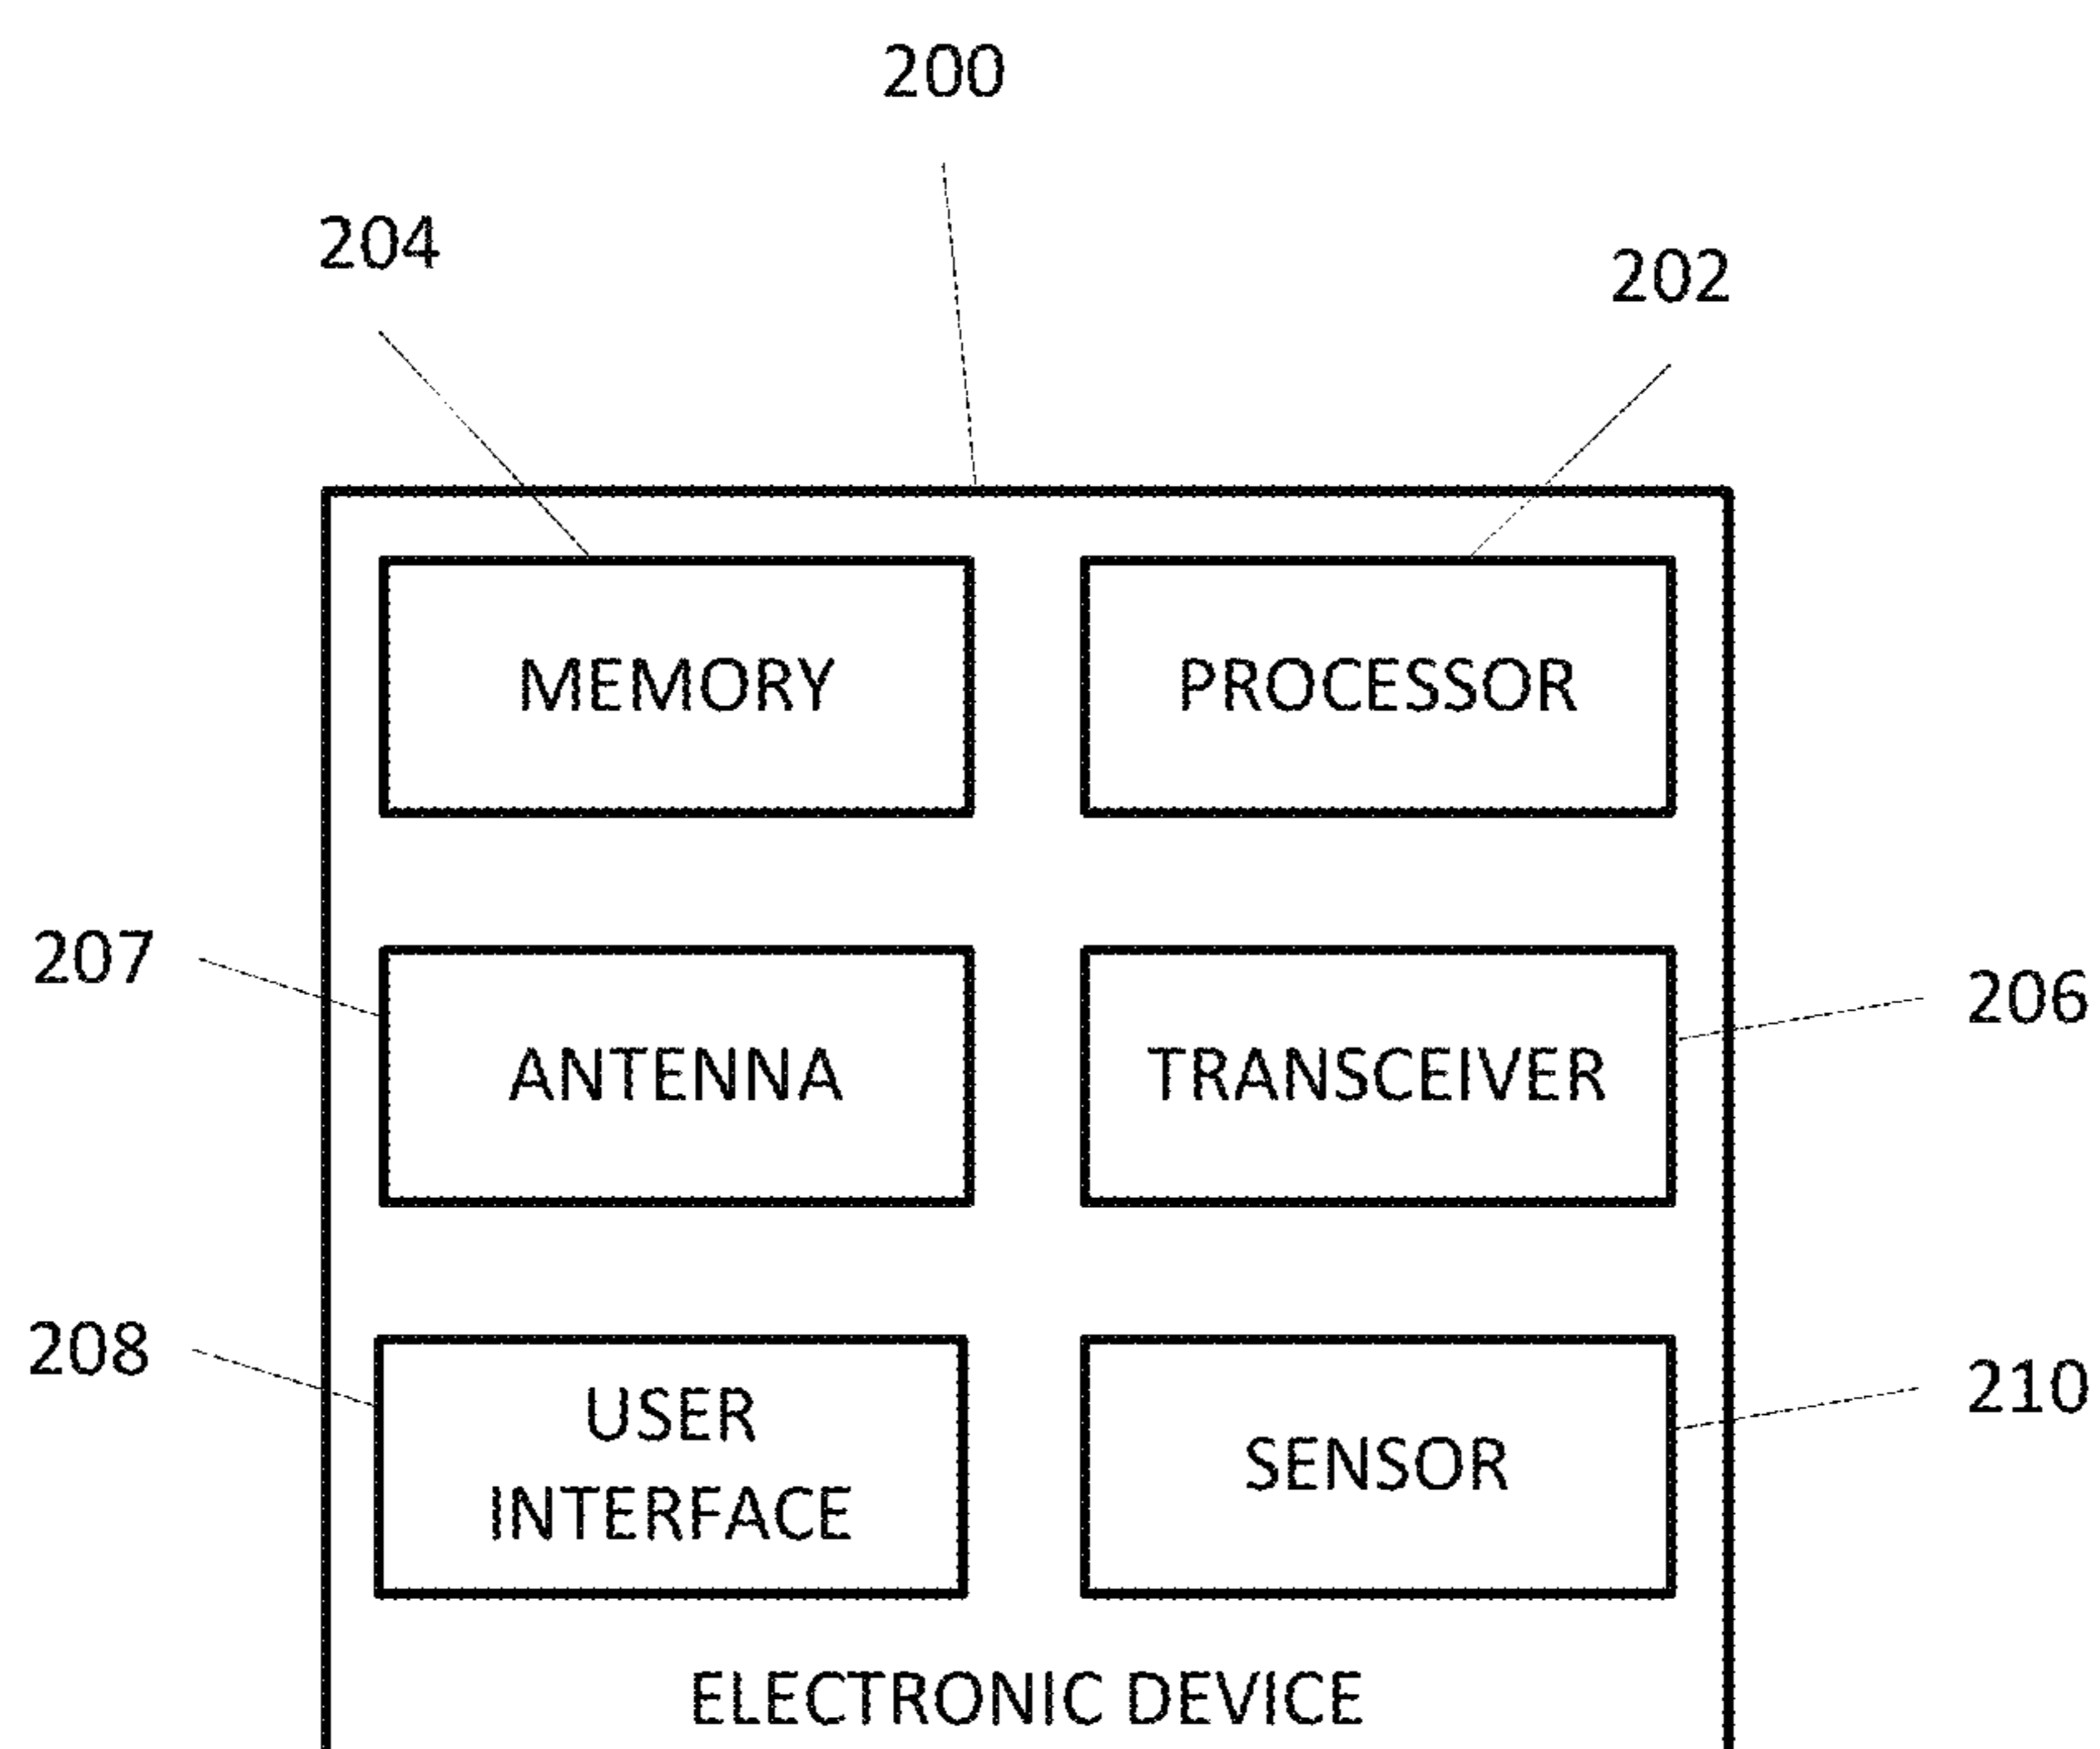 200
204
202
MEMORY
PROCESSOR
207
206
ANTENNA
TRANSCEIVER
208
210
USER
INTERFACE
SENSOR
ELECTRONIC DEVICE